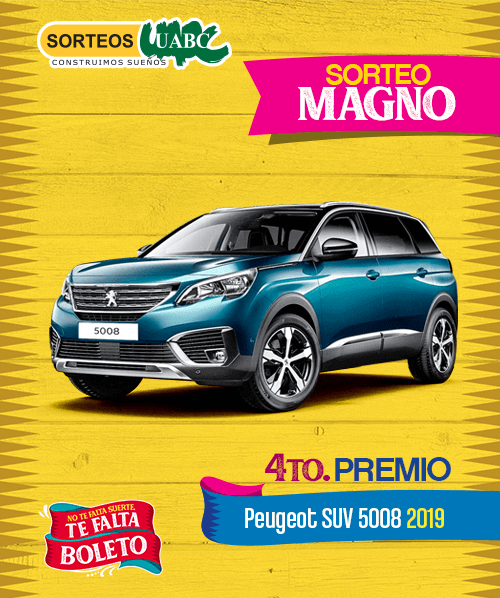 SORTEOS UABC
CONSTRUIMOS SUEÑOS
SORTEO
MAGNO
5008
4TO. PREMIO
Peugeot SUV 5008 2019
NO TE FALTA SUERTE,
TE FALTA
BOLETO